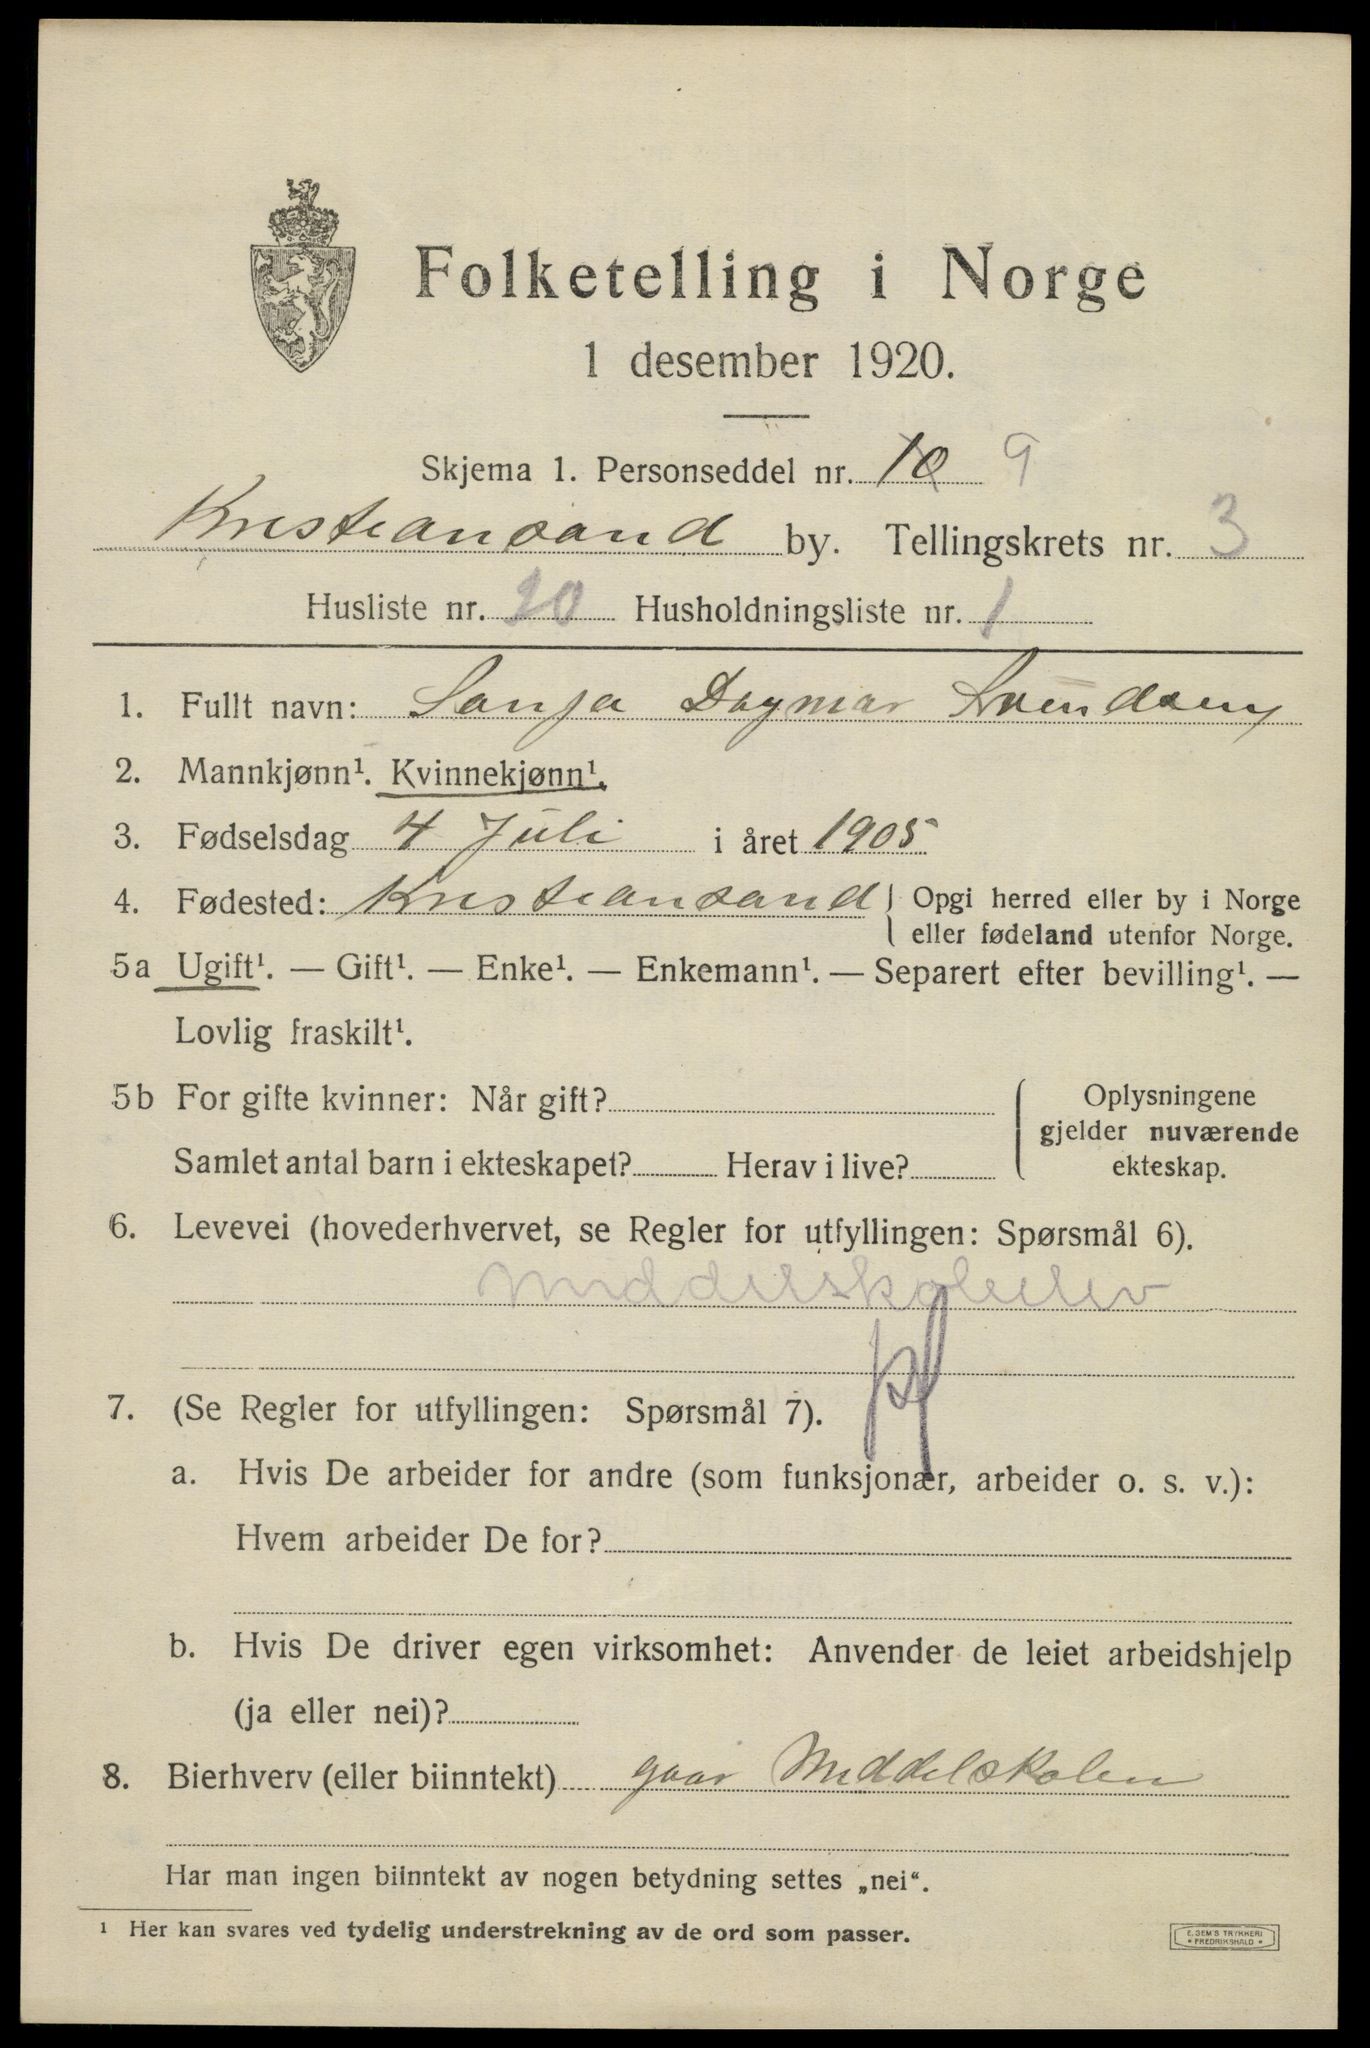 Folketelling i Norge
1 desember 1920.
Skjema 1. Personseddel nr. 10 9
Kristiansand by. Tellingskrets nr. 3
Husliste nr. 20 Husholdningsliste nr. 1
1. Fullt navn: Sonja Dagmar Svendsen
2. Mannkjønn¹. Kvinnekjønn¹.
3. Fødselsdag 4 Juli i året 1905
4. Fødested: Kristiansand { Opgi herred eller by i Norge
eller fødeland utenfor Norge.
5a Ugift¹. — Gift¹. — Enke¹. — Enkemann¹. — Separert efter bevilling¹. —
Lovlig fraskilt¹.
5b For gifte kvinner: Når gift? { Oplysningene
gjelder nuværende
Samlet antal barn i ekteskapet? Herav i live? ekteskap.
6. Levevei (hovederhvervet, se Regler for utfyllingen: Spørsmål 6).
Middelskoleelev
7. (Se Regler for utfyllingen: Spørsmål 7).
a. Hvis De arbeider for andre (som funksjonær, arbeider o. s. v.):
Hvem arbeider De for?
b. Hvis De driver egen virksomhet: Anvender de leiet arbeidshjelp
(ja eller nei)?
8. Bierhverv (eller biinntekt) gaar Middelskolen
Har man ingen biinntekt av nogen betydning settes „nei“.
¹ Her kan svares ved tydelig understrekning av de ord som passer.
E. SEM'S TRYKKERI
• FREDRIKSHALD •